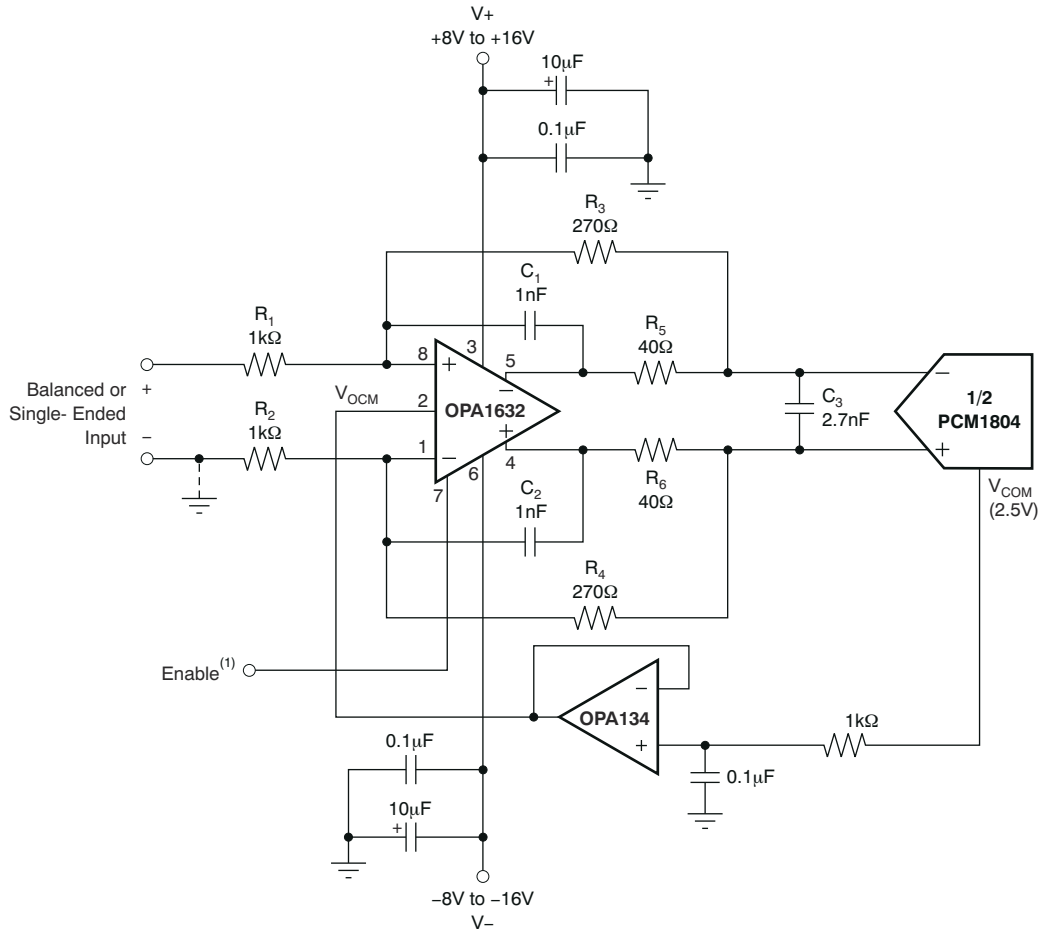 V+
+8V to +16V
10μF
+
0.1μF
R3
270Ω
C1
1nF
R1
1kΩ
R5
40Ω
3
8
+
5
−
Balanced or
Single- Ended
Input
+
−
VOCM
2
OPA1632
C3
2.7nF
−
1/2
PCM1804
+
R2
1kΩ
1
−
+
4
6
7
R6
40Ω
VCOM
(2.5V)
C2
1nF
R4
270Ω
Enable(1)
−
OPA134
+
1kΩ
0.1μF
0.1μF
10μF
+
−8V to −16V
V−